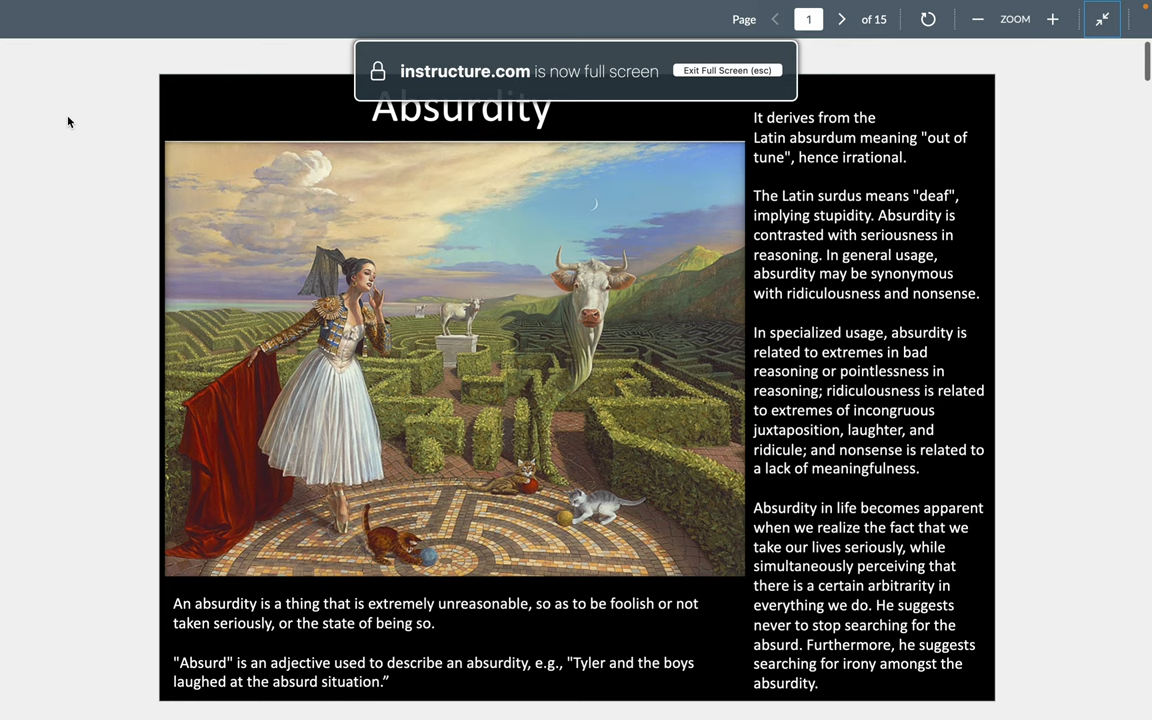 Page 1 of 15 ZOOM
instructure.com is now full screen Exit Full Screen (esc)
Absurdity
It derives from the
Latin absurdum meaning "out of
tune", hence irrational.
The Latin surdus means "deaf",
implying stupidity. Absurdity is
contrasted with seriousness in
reasoning. In general usage,
absurdity may be synonymous
with ridiculousness and nonsense.
In specialized usage, absurdity is
related to extremes in bad
reasoning or pointlessness in
reasoning; ridiculousness is related
to extremes of incongruous
juxtaposition, laughter, and
ridicule; and nonsense is related to
a lack of meaningfulness.
Absurdity in life becomes apparent
when we realize the fact that we
take our lives seriously, while
simultaneously perceiving that
there is a certain arbitrarity in
everything we do. He suggests
never to stop searching for the
absurd. Furthermore, he suggests
searching for irony amongst the
absurdity.
An absurdity is a thing that is extremely unreasonable, so as to be foolish or not
taken seriously, or the state of being so.
"Absurd" is an adjective used to describe an absurdity, e.g., "Tyler and the boys
laughed at the absurd situation.”